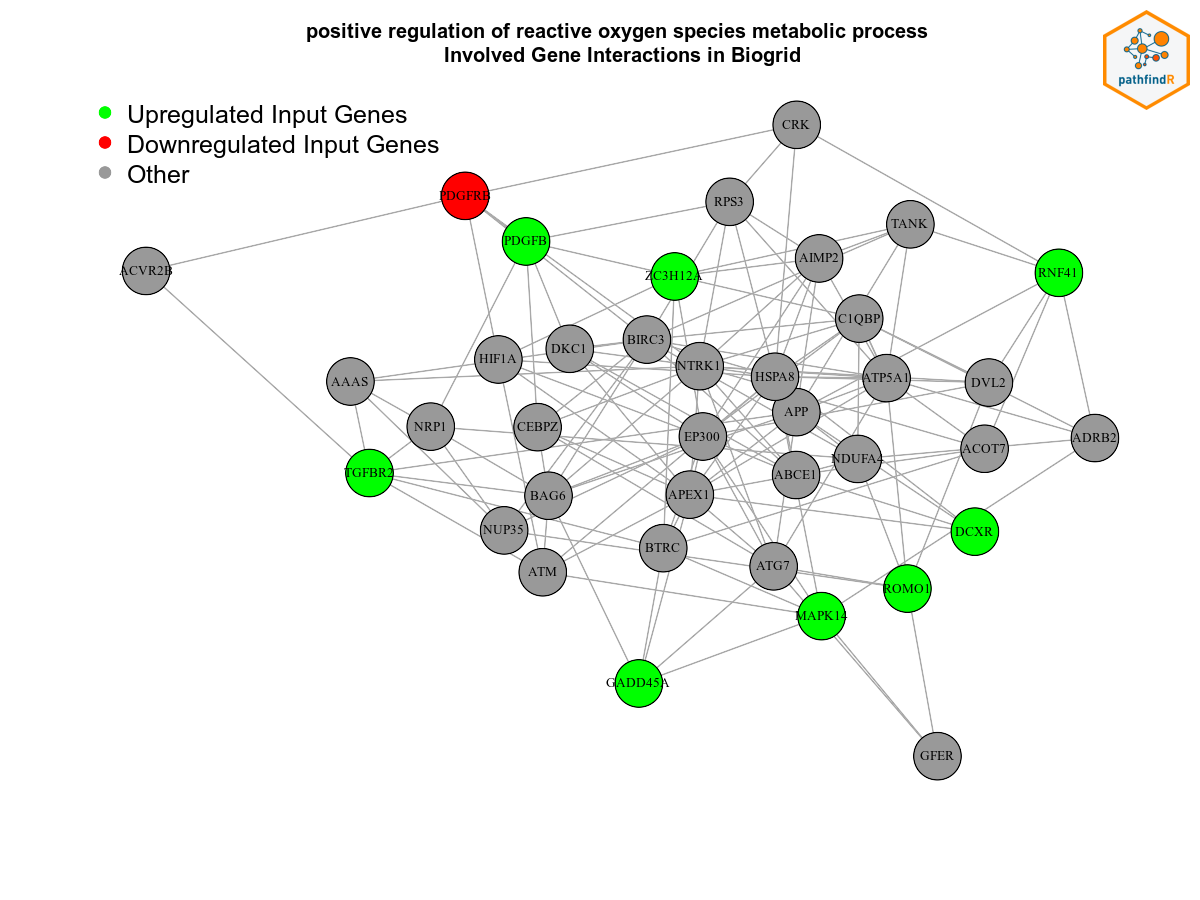 positive regulation of reactive oxygen species metabolic process
Involved Gene Interactions in Biogrid
pathfindR
Upregulated Input Genes
Downregulated Input Genes
Other
CRK
PDGFRB
RPS3
TANK
PDGFB
AIMP2
ACVR2B
ZC3H12A
RNF41
C1QBP
BIRC3
DKC1
HIF1A
NTRK1
HSPA8
ATP5A1
AAAS
DVL2
APP
NRP1
CEBPZ
EP300
ADRB2
ACOT7
NDUFA4
TGFBR2
ABCE1
BAG6
APEX1
NUP35
DCXR
BTRC
ATM
ATG7
ROMO1
MAPK14
GADD45A
GFER